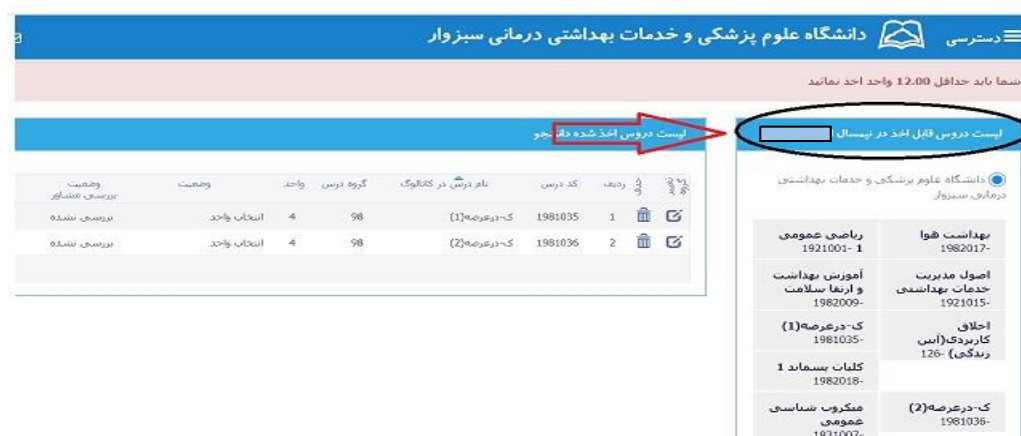 دسترسی
دانشگاه علوم پزشکی و خدمات بهداشتی درمانی سبزوار
شما باید حداقل 12.00 واحد اخذ نمائید
لیست دروس قابل اخذ در نیمسال
دانشگاه علوم پزشکی و خدمات بهداشتی
درمانی سبزوار
بهداشت هوا
1982017-
ریاضی عمومی
1 -1921001
اصول مدیریت
خدمات بهداشتی
1921015-
آموزش بهداشت
و ارتقا سلامت
1982009-
اخلاق
کاربردی(آیین
زندگی) -126
ک-درعرصه(1)
1981035-
کلیات پسماند 1
1982018-
ک-درعرصه(2)
1981036-
میکروب شناسی
عمومی
1921007-
لیست دروس اخذ شده دانشجو
تغییر گروه حذف ردیف کد درس نام درس در کاتالوگ گروه درس واحد وضعیت وضعیت بررسی مشاور
1 1981035 ک-درعرصه(1) 98 4 انتخاب واحد بررسی نشده
2 1981036 ک-درعرصه(2) 98 4 انتخاب واحد بررسی نشده